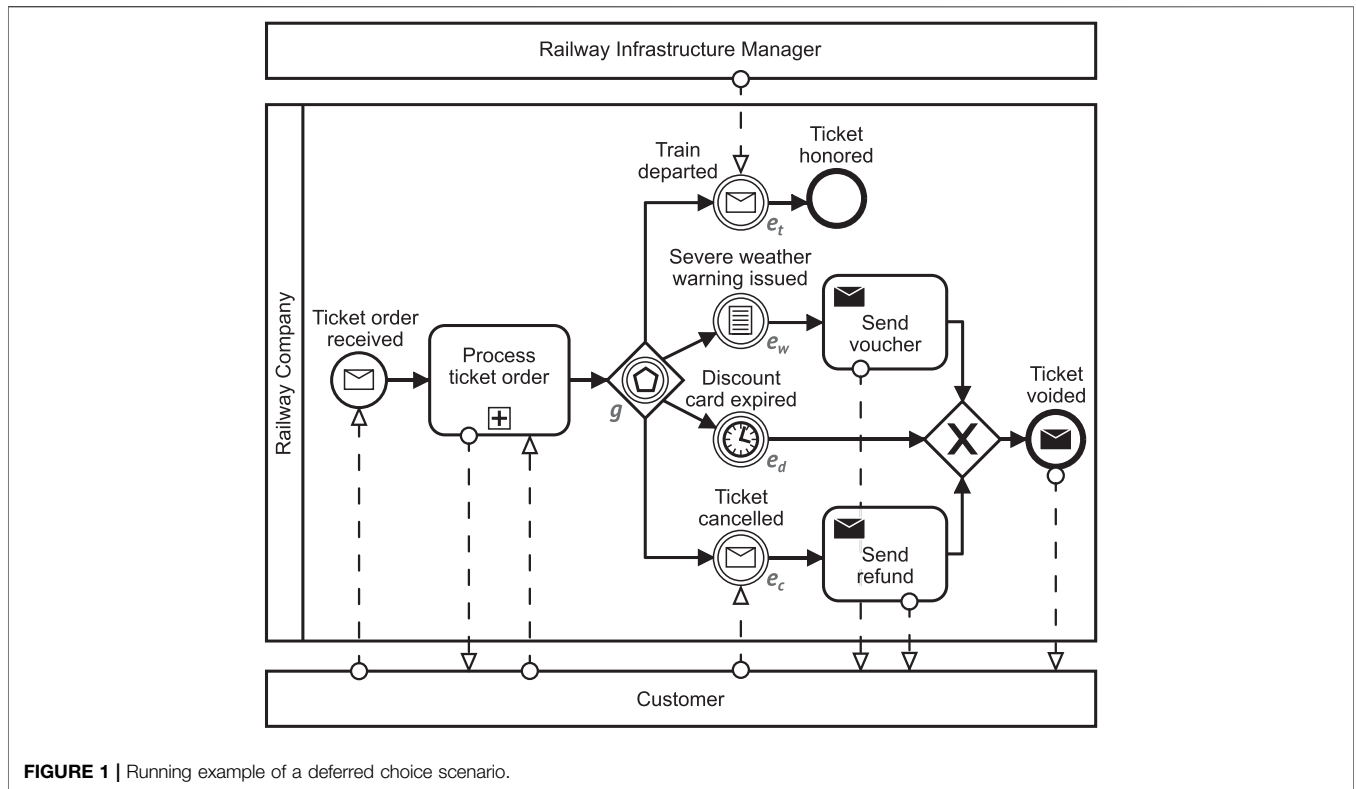 Railway Infrastructure Manager
Railway Company
Ticket order
received
Process
ticket order
g
Train
departed
e_t
Ticket
honored
Severe weather
warning issued
e_w
Send
voucher
Discount
card expired
e_d
Ticket
cancelled
e_c
Send
refund
X
Ticket
voided
Customer
FIGURE 1 | Running example of a deferred choice scenario.